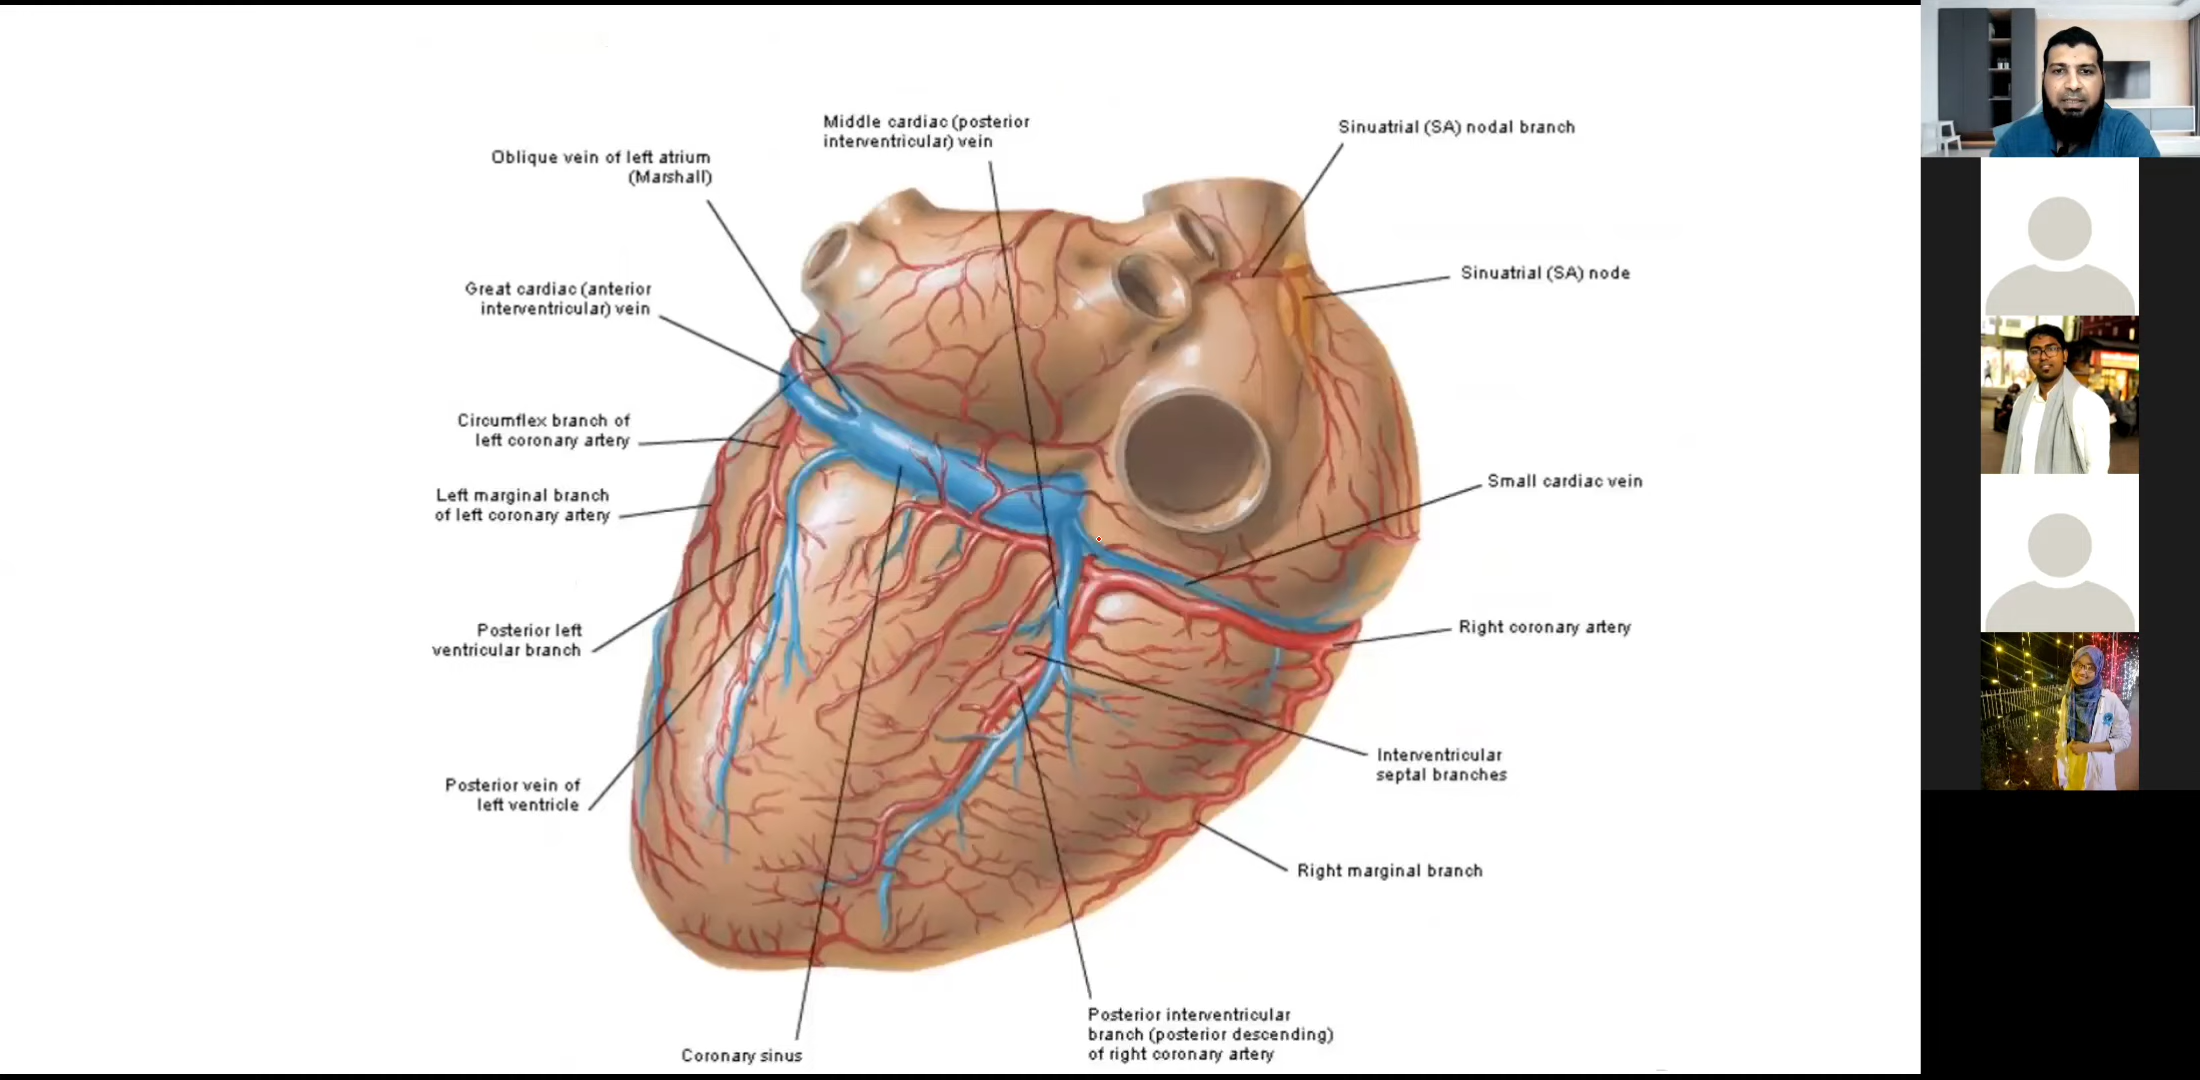 Middle cardiac (posterior
interventricular) vein
Sinuatrial (SA) nodal branch
Oblique vein of left atrium
(Marshall)
Sinuatrial (SA) node
Great cardiac (anterior
interventricular) vein
Circumflex branch of
left coronary artery
Small cardiac vein
Left marginal branch
of left coronary artery
Right coronary artery
Posterior left
ventricular branch
Interventricular
septal branches
Posterior vein of
left ventricle
Right marginal branch
Posterior interventricular
branch (posterior descending)
of right coronary artery
Coronary sinus